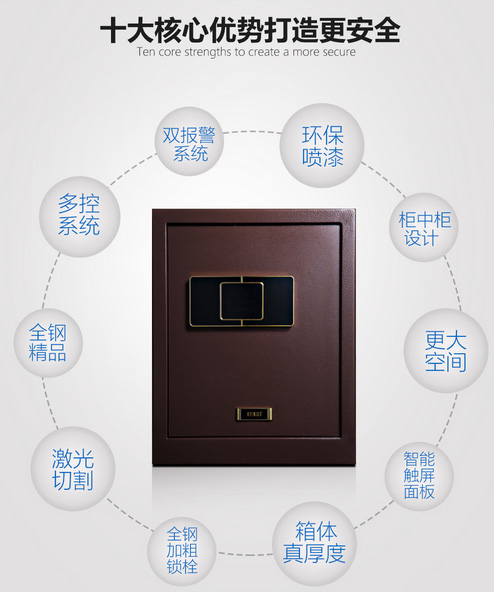 十大核心优势打造更安全
Ten core strengths to create a more secure
双报警
系统
环保
喷漆
多控
系统
柜中柜
设计
全钢
精品
更大
空间
激光
切割
智能
触屏
面板
全钢
加粗
锁栓
箱体
真厚度